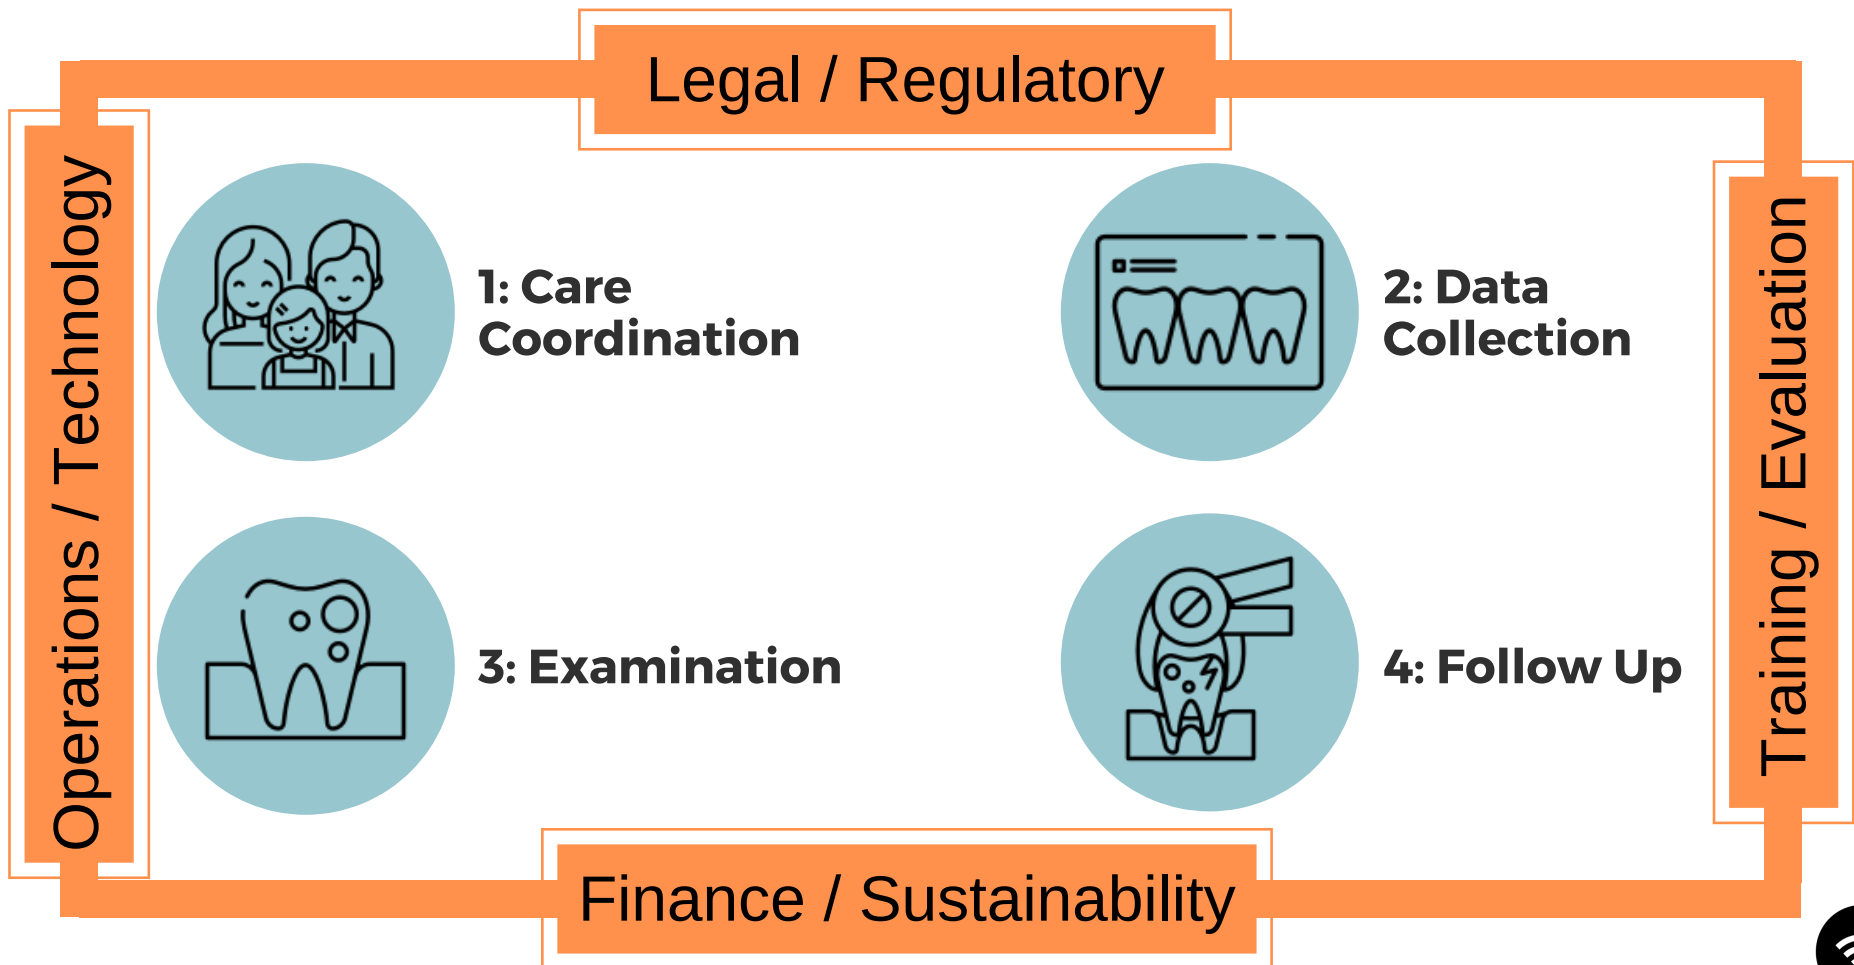 Legal / Regulatory
Operations / Technology
1: Care
Coordination
2: Data
Collection
Training / Evaluation
3: Examination
4: Follow Up
Finance / Sustainability